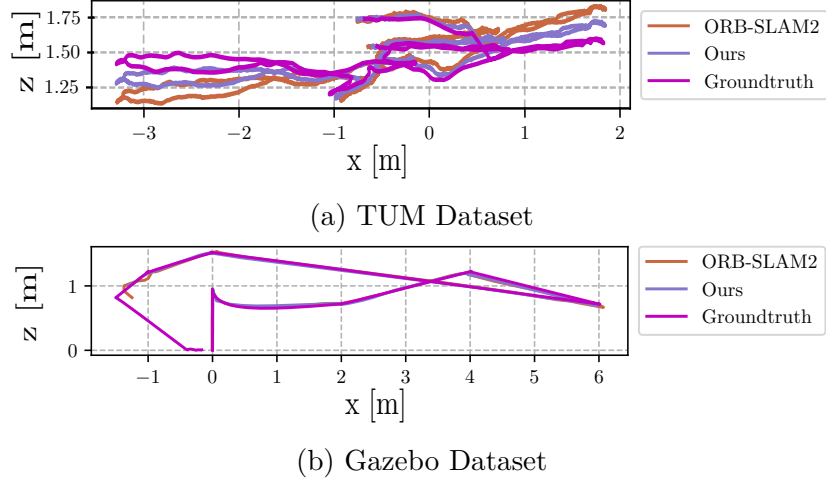 1.75
1.50
1.25
z [m]
−3 −2 −1 0 1 2
x [m]
ORB-SLAM2
Ours
Groundtruth
(a) TUM Dataset
1
0
z [m]
−1 0 1 2 3 4 5 6
x [m]
ORB-SLAM2
Ours
Groundtruth
(b) Gazebo Dataset